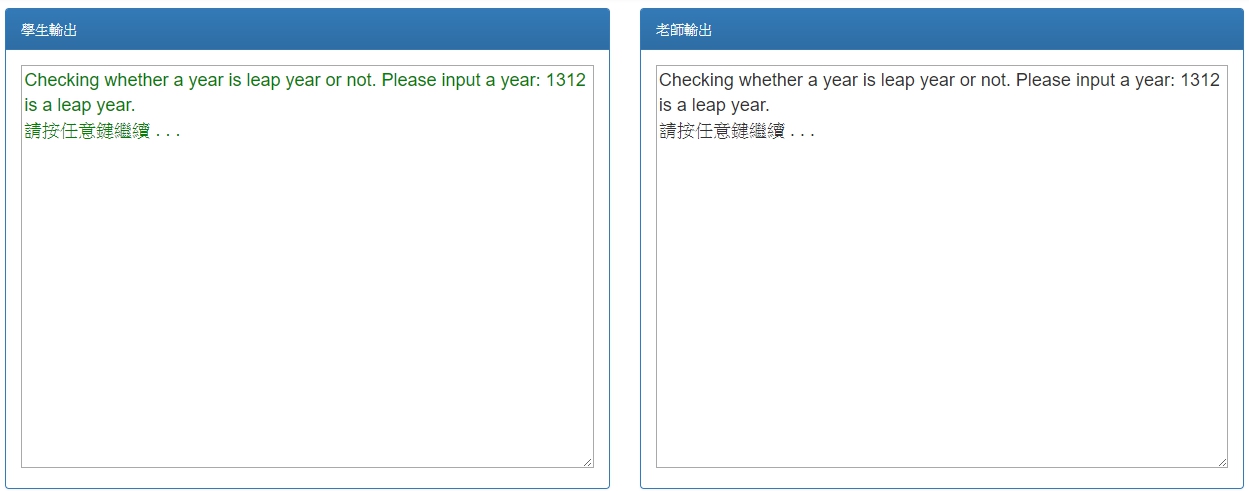 學生輸出
Checking whether a year is leap year or not. Please input a year: 1312
is a leap year.
請按任意鍵繼續 . . .
老師輸出
Checking whether a year is leap year or not. Please input a year: 1312
is a leap year.
請按任意鍵繼續 . . .